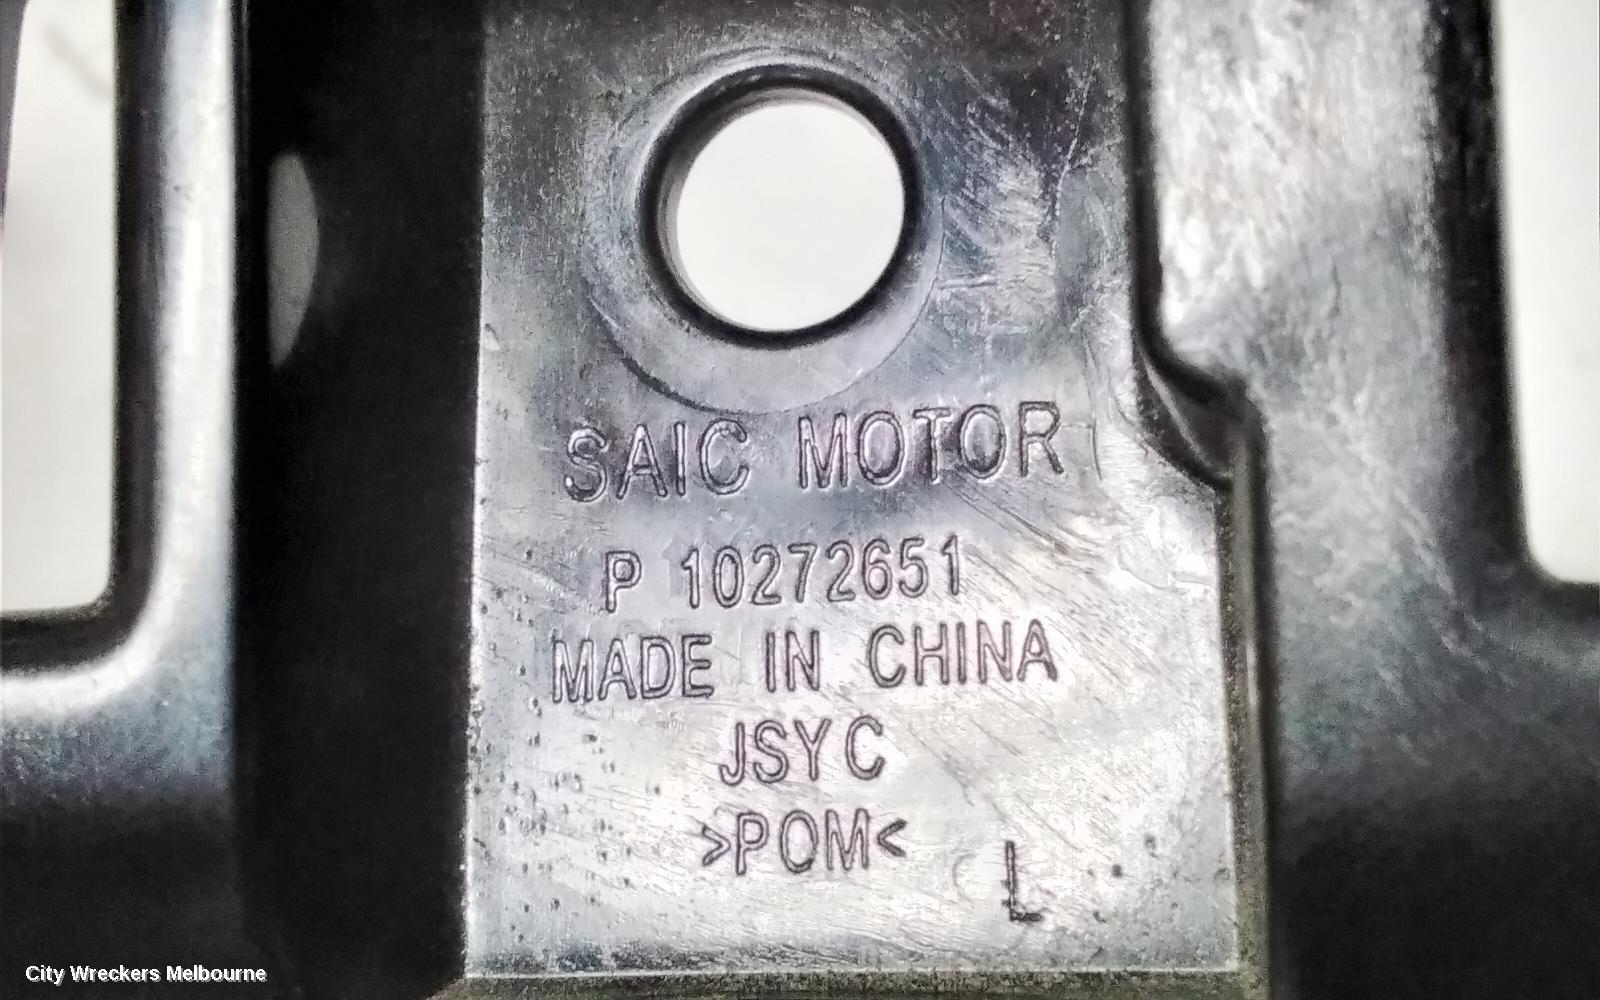 SAIC MOTOR
P 10272651
MADE IN CHINA
JSYC
>POM<
L
City Wreckers Melbourne